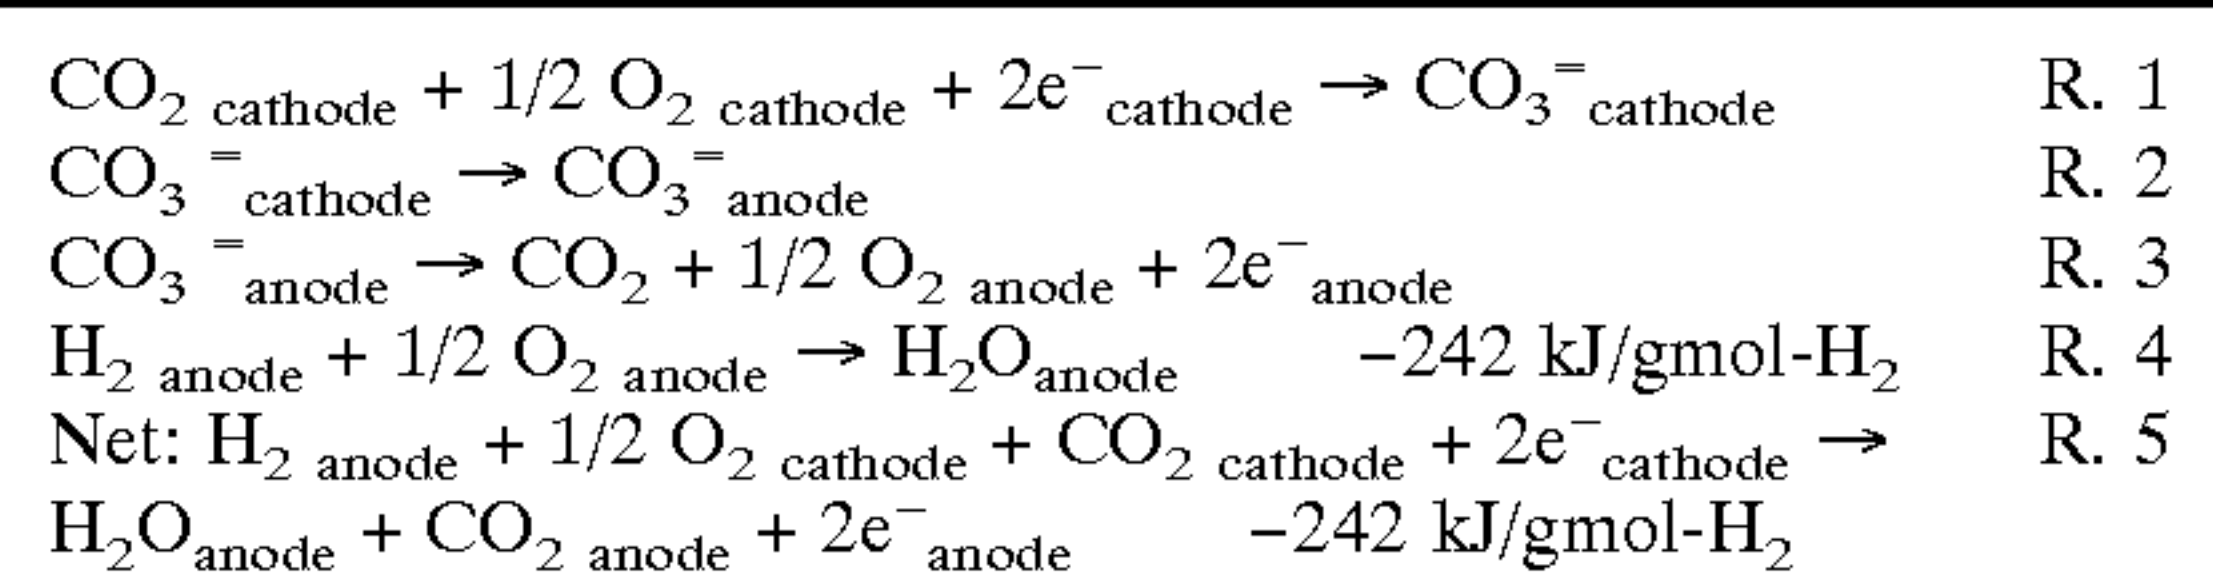 CO₂ cathode + 1/2 O₂ cathode + 2e⁻cathode → CO₃⁼cathode R. 1
CO₃ ⁼cathode → CO₃⁼anode R. 2
CO₃ ⁼anode → CO₂ + 1/2 O₂ anode + 2e⁻anode R. 3
H₂ anode + 1/2 O₂ anode → H₂Oanode −242 kJ/gmol-H₂ R. 4
Net: H₂ anode + 1/2 O₂ cathode + CO₂ cathode + 2e⁻cathode → R. 5
H₂Oanode + CO₂ anode + 2e⁻anode −242 kJ/gmol-H₂